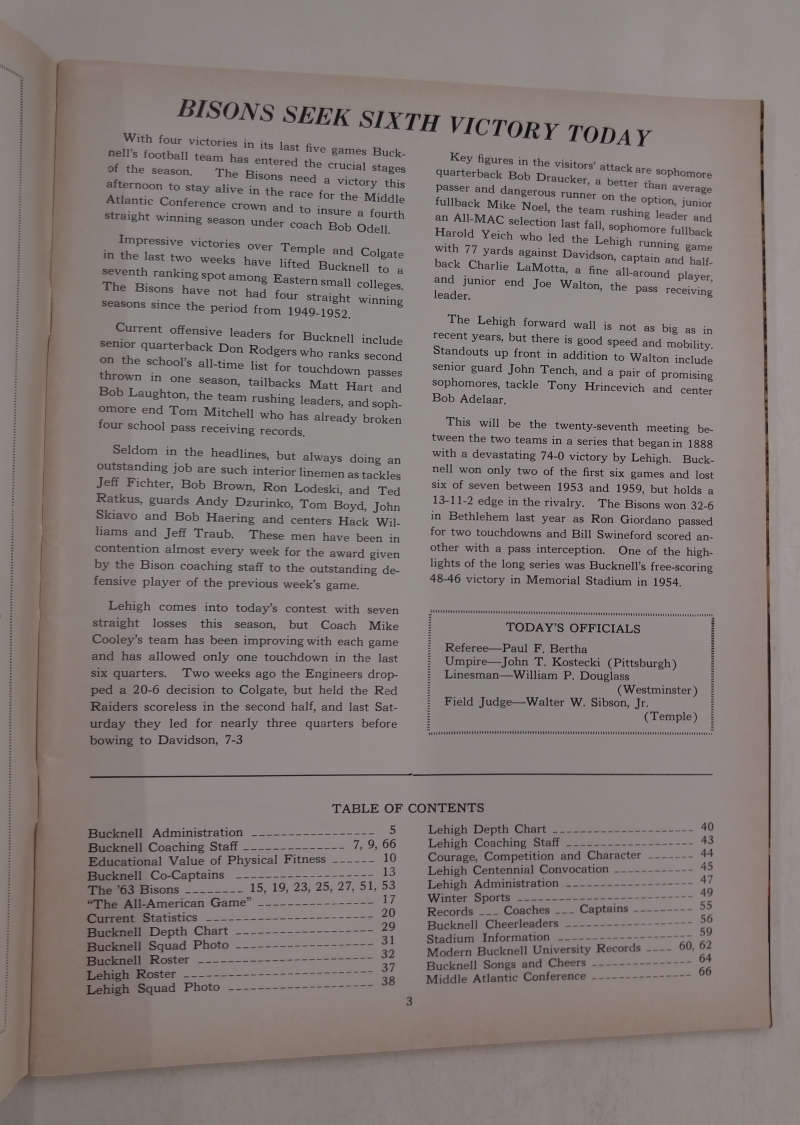 BISONS SEEK SIXTH VICTORY TODAY
With four victories in its last five games Buck-
nell's football team has entered the crucial stages
of the season. The Bisons need a victory this
afternoon to stay alive in the race for the Middle
Atlantic Conference crown and to insure a fourth
straight winning season under coach Bob Odell.
Impressive victories over Temple and Colgate
in the last two weeks have lifted Bucknell to a
seventh ranking spot among Eastern small colleges.
The Bisons have not had four straight winning
seasons since the period from 1949-1952.
Current offensive leaders for Bucknell include
senior quarterback Don Rodgers who ranks second
on the school's all-time list for touchdown passes
thrown in one season, tailbacks Matt Hart and
Bob Laughton, the team rushing leaders, and soph-
omore end Tom Mitchell who has already broken
four school pass receiving records.
Seldom in the headlines, but always doing an
outstanding job are such interior linemen as tackles
Jeff Fichter, Bob Brown, Ron Lodeski, and Ted
Ratkus, guards Andy Dzurinko, Tom Boyd, John
Skiavo and Bob Haering and centers Hack Wil-
liams and Jeff Traub. These men have been in
contention almost every week for the award given
by the Bison coaching staff to the outstanding de-
fensive player of the previous week's game.
Lehigh comes into today's contest with seven
straight losses this season, but Coach Mike
Cooley's team has been improving with each game
and has allowed only one touchdown in the last
six quarters. Two weeks ago the Engineers drop-
ped a 20-6 decision to Colgate, but held the Red
Raiders scoreless in the second half, and last Sat-
urday they led for nearly three quarters before
bowing to Davidson, 7-3
Key figures in the visitors' attack are sophomore
quarterback Bob Draucker, a better than average
passer and dangerous runner on the option, junior
fullback Mike Noel, the team rushing leader and
an All-MAC selection last fall, sophomore fullback
Harold Yeich who led the Lehigh running game
with 77 yards against Davidson, captain and half-
back Charlie LaMotta, a fine all-around player,
and junior end Joe Walton, the pass receiving
leader.
The Lehigh forward wall is not as big as in
recent years, but there is good speed and mobility.
Standouts up front in addition to Walton include
senior guard John Tench, and a pair of promising
sophomores, tackle Tony Hrincevich and center
Bob Adelaar.
This will be the twenty-seventh meeting be-
tween the two teams in a series that began in 1888
with a devastating 74-0 victory by Lehigh. Buck-
nell won only two of the first six games and lost
six of seven between 1953 and 1959, but holds a
13-11-2 edge in the rivalry. The Bisons won 32-6
in Bethlehem last year as Ron Giordano passed
for two touchdowns and Bill Swineford scored an-
other with a pass interception. One of the high-
lights of the long series was Bucknell's free-scoring
48-46 victory in Memorial Stadium in 1954.
TODAY'S OFFICIALS
Referee—Paul F. Bertha
Umpire—John T. Kostecki (Pittsburgh)
Linesman—William P. Douglass
(Westminster)
Field Judge—Walter W. Sibson, Jr.
(Temple)
TABLE OF CONTENTS
Bucknell Administration ----------------- 5
Bucknell Coaching Staff -------------- 7, 9, 66
Educational Value of Physical Fitness ------ 10
Bucknell Co-Captains ------------------- 13
The '63 Bisons -------- 15, 19, 23, 25, 27, 51, 53
"The All-American Game" ---------------- 17
Current Statistics ----------------------- 20
Bucknell Depth Chart ------------------- 29
Bucknell Squad Photo ------------------- 31
Bucknell Roster ------------------------ 32
Lehigh Roster -------------------------- 37
Lehigh Squad Photo -------------------- 38
Lehigh Depth Chart -------------------- 40
Lehigh Coaching Staff ------------------ 43
Courage, Competition and Character ------- 44
Lehigh Centennial Convocation ------------ 45
Lehigh Administration ------------------ 47
Winter Sports ------------------------- 49
Records --- Coaches --- Captains ---------- 55
Bucknell Cheerleaders ------------------ 56
Stadium Information ------------------- 59
Modern Bucknell University Records ---- 60, 62
Bucknell Songs and Cheers --------------- 64
Middle Atlantic Conference --------------- 66
3